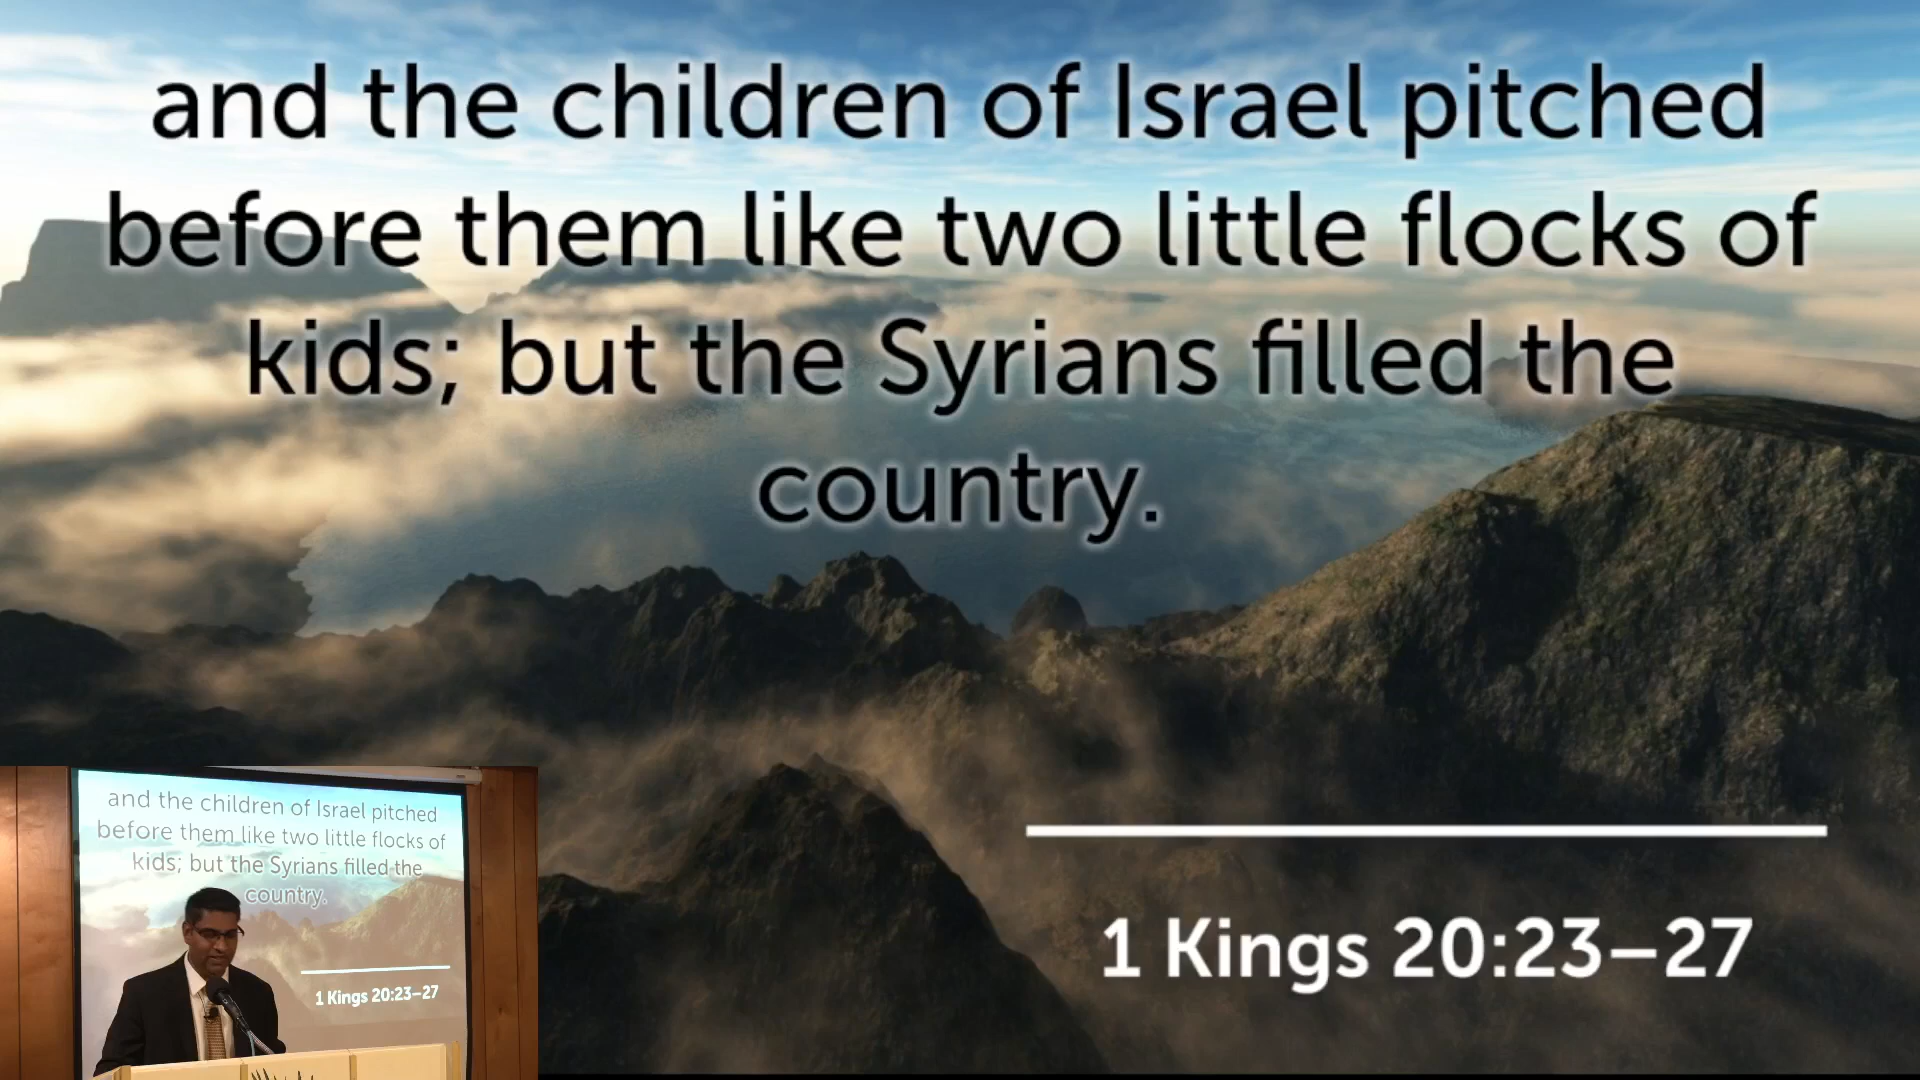 and the children of Israel pitched
before them like two little flocks of
kids; but the Syrians filled the
country.
1 Kings 20:23–27
and the children of Israel pitched
before them like two little flocks of
kids; but the Syrians filled the
country.
1 Kings 20:23–27